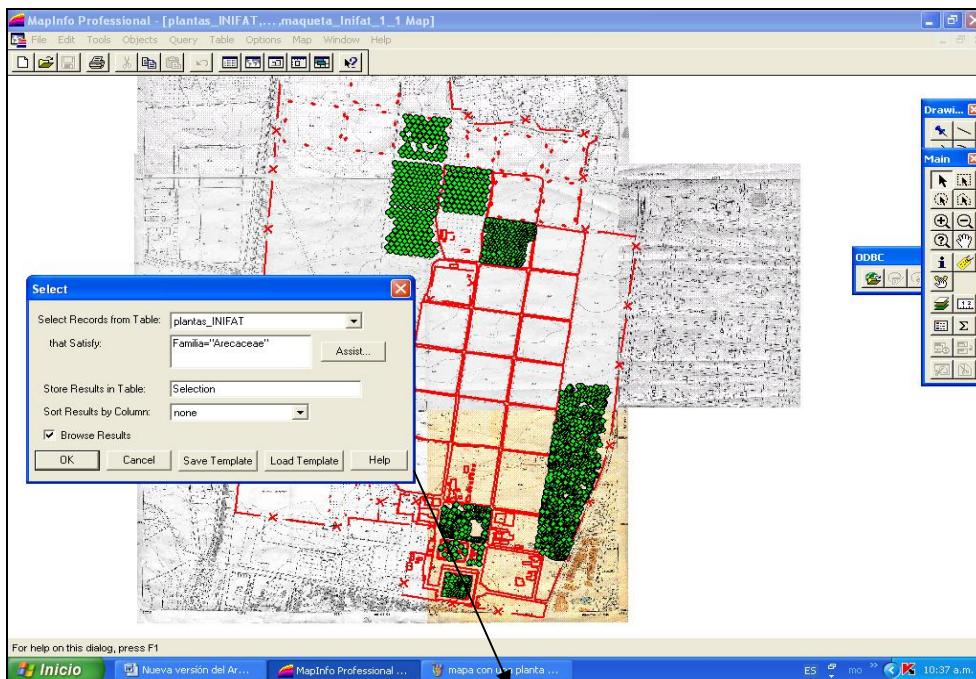 MapInfo Professional - [plantas_INIFAT,...,maqueta_Inifat_1_1 Map]
File Edit Tools Objects Query Table Options Map Window Help
Drawi...
Main
ODBC
Select
Select Records from Table: plantas_INIFAT
that Satisfy: Familia="Arecaceae"
Assist...
Store Results in Table: Selection
Sort Results by Column: none
Browse Results
OK Cancel Save Template Load Template Help
For help on this dialog, press F1
Inicio Nueva versión del Ar... MapInfo Professional ... mapa con una planta ... ES mo 10:37 a.m.